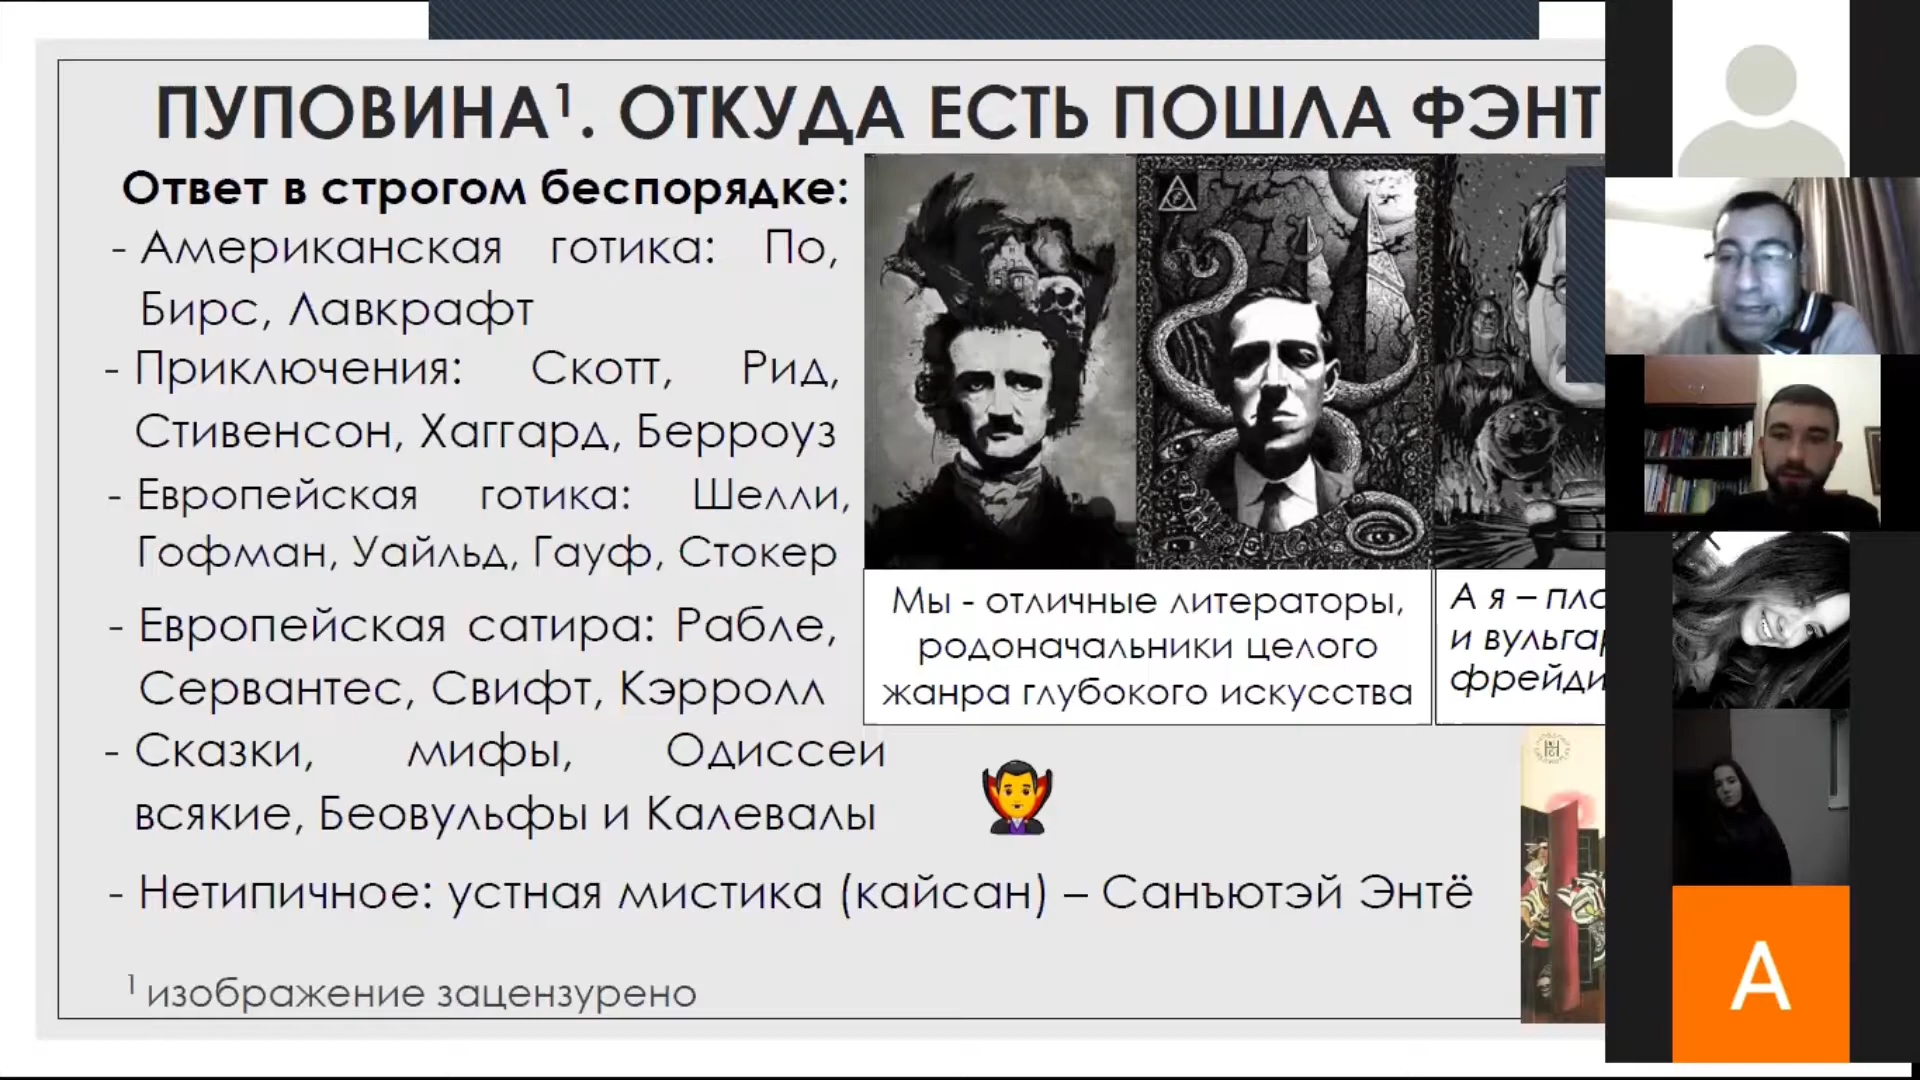 ПУПОВИНА¹. ОТКУДА ЕСТЬ ПОШЛА ФЭНТ
Ответ в строгом беспорядке:
- Американская готика: По,
Бирс, Лавкрафт
- Приключения: Скотт, Рид,
Стивенсон, Хаггард, Берроуз
- Европейская готика: Шелли,
Гофман, Уайльд, Гауф, Стокер
- Европейская сатира: Рабле,
Сервантес, Свифт, Кэрролл
- Сказки, мифы, Одиссеи
всякие, Беовульфы и Калевалы
- Нетипичное: устная мистика (кайсан) – Санъютэй Энтё
¹ изображение зацензурено
Мы - отличные литераторы,
родоначальники целого
жанра глубокого искусства
А я – пло
и вульгар
фрейди
A